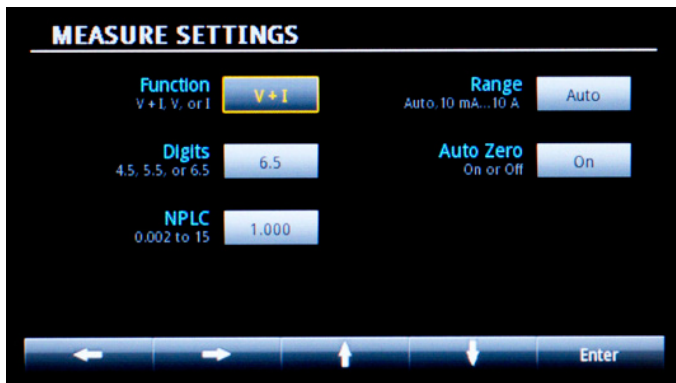 MEASURE SETTINGS
Function
V + I, V, or I
V + I
Range
Auto, 10 mA...10 A
Auto
Digits
4.5, 5.5, or 6.5
6.5
Auto Zero
On or Off
On
NPLC
0.002 to 15
1.000
Enter